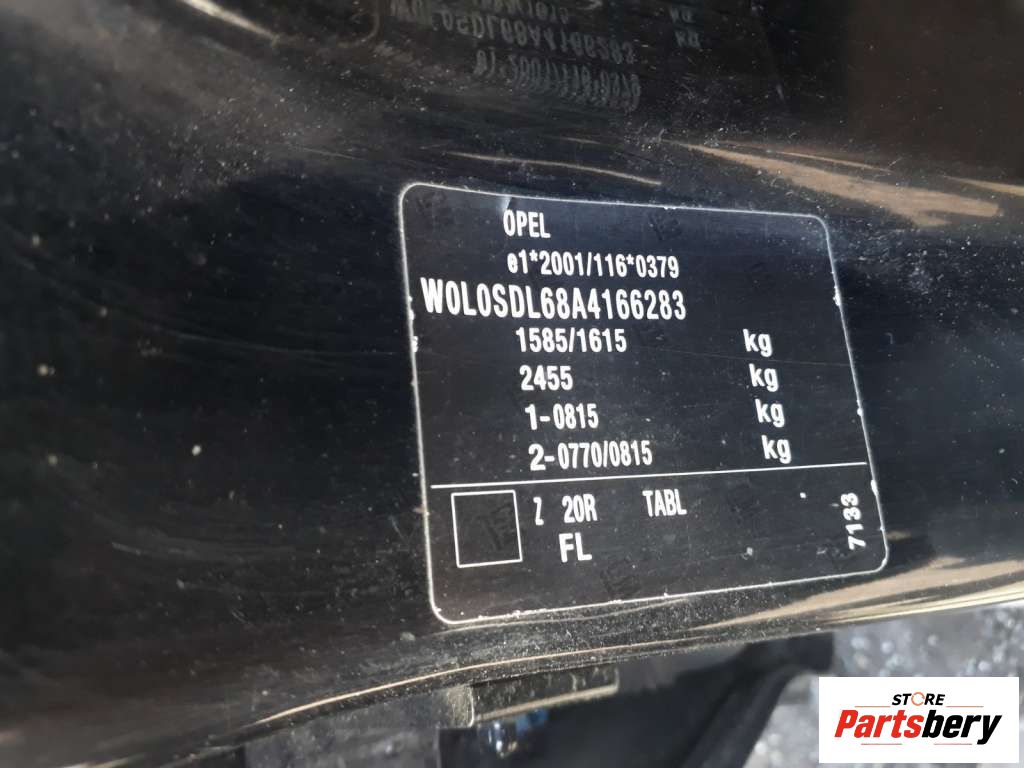 OPEL
e1*2001/116*0379
W0L0SDL68A4166283
1585/1615 kg
2455 kg
1-0815 kg
2-0770/0815 kg
Z 20R TABL
FL
7133
STORE
Partsbery